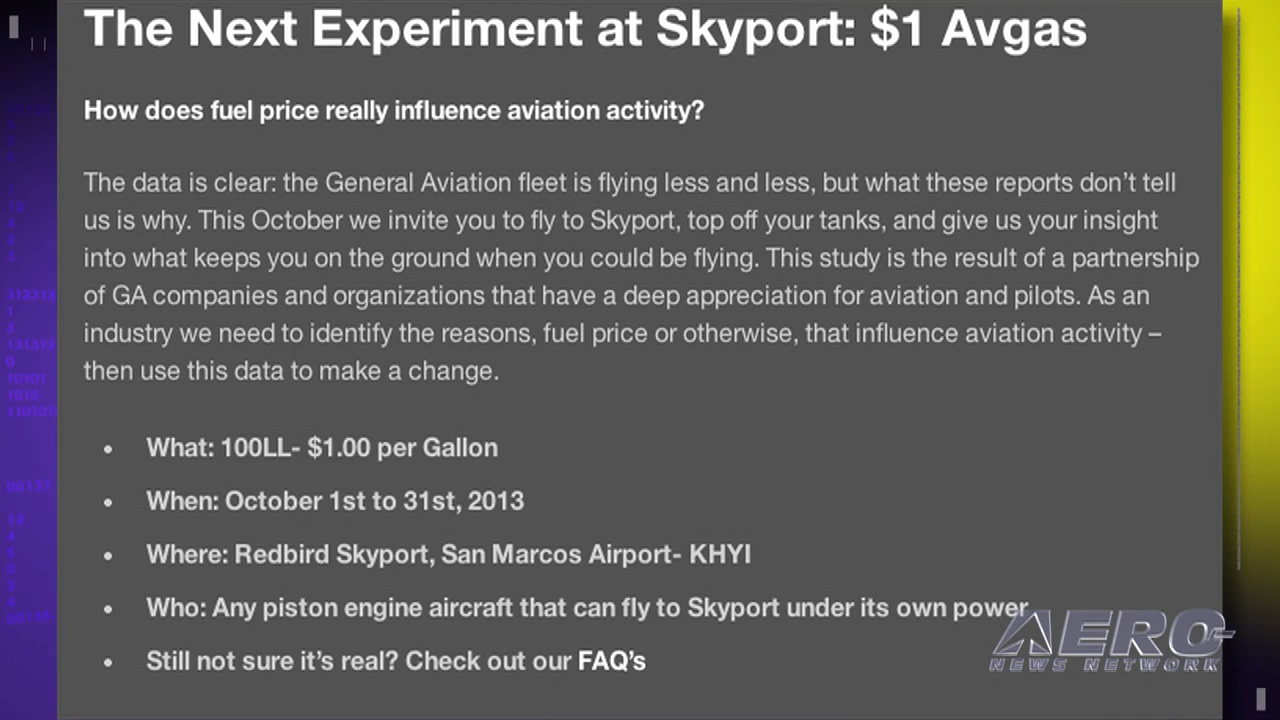 The Next Experiment at Skyport: $1 Avgas
How does fuel price really influence aviation activity?
The data is clear: the General Aviation fleet is flying less and less, but what these reports don’t tell
us is why. This October we invite you to fly to Skyport, top off your tanks, and give us your insight
into what keeps you on the ground when you could be flying. This study is the result of a partnership
of GA companies and organizations that have a deep appreciation for aviation and pilots. As an
industry we need to identify the reasons, fuel price or otherwise, that influence aviation activity –
then use this data to make a change.
• What: 100LL- $1.00 per Gallon
• When: October 1st to 31st, 2013
• Where: Redbird Skyport, San Marcos Airport- KHYI
• Who: Any piston engine aircraft that can fly to Skyport under its own power
• Still not sure it’s real? Check out our FAQ’s
AERO-
NEWS NETWORK